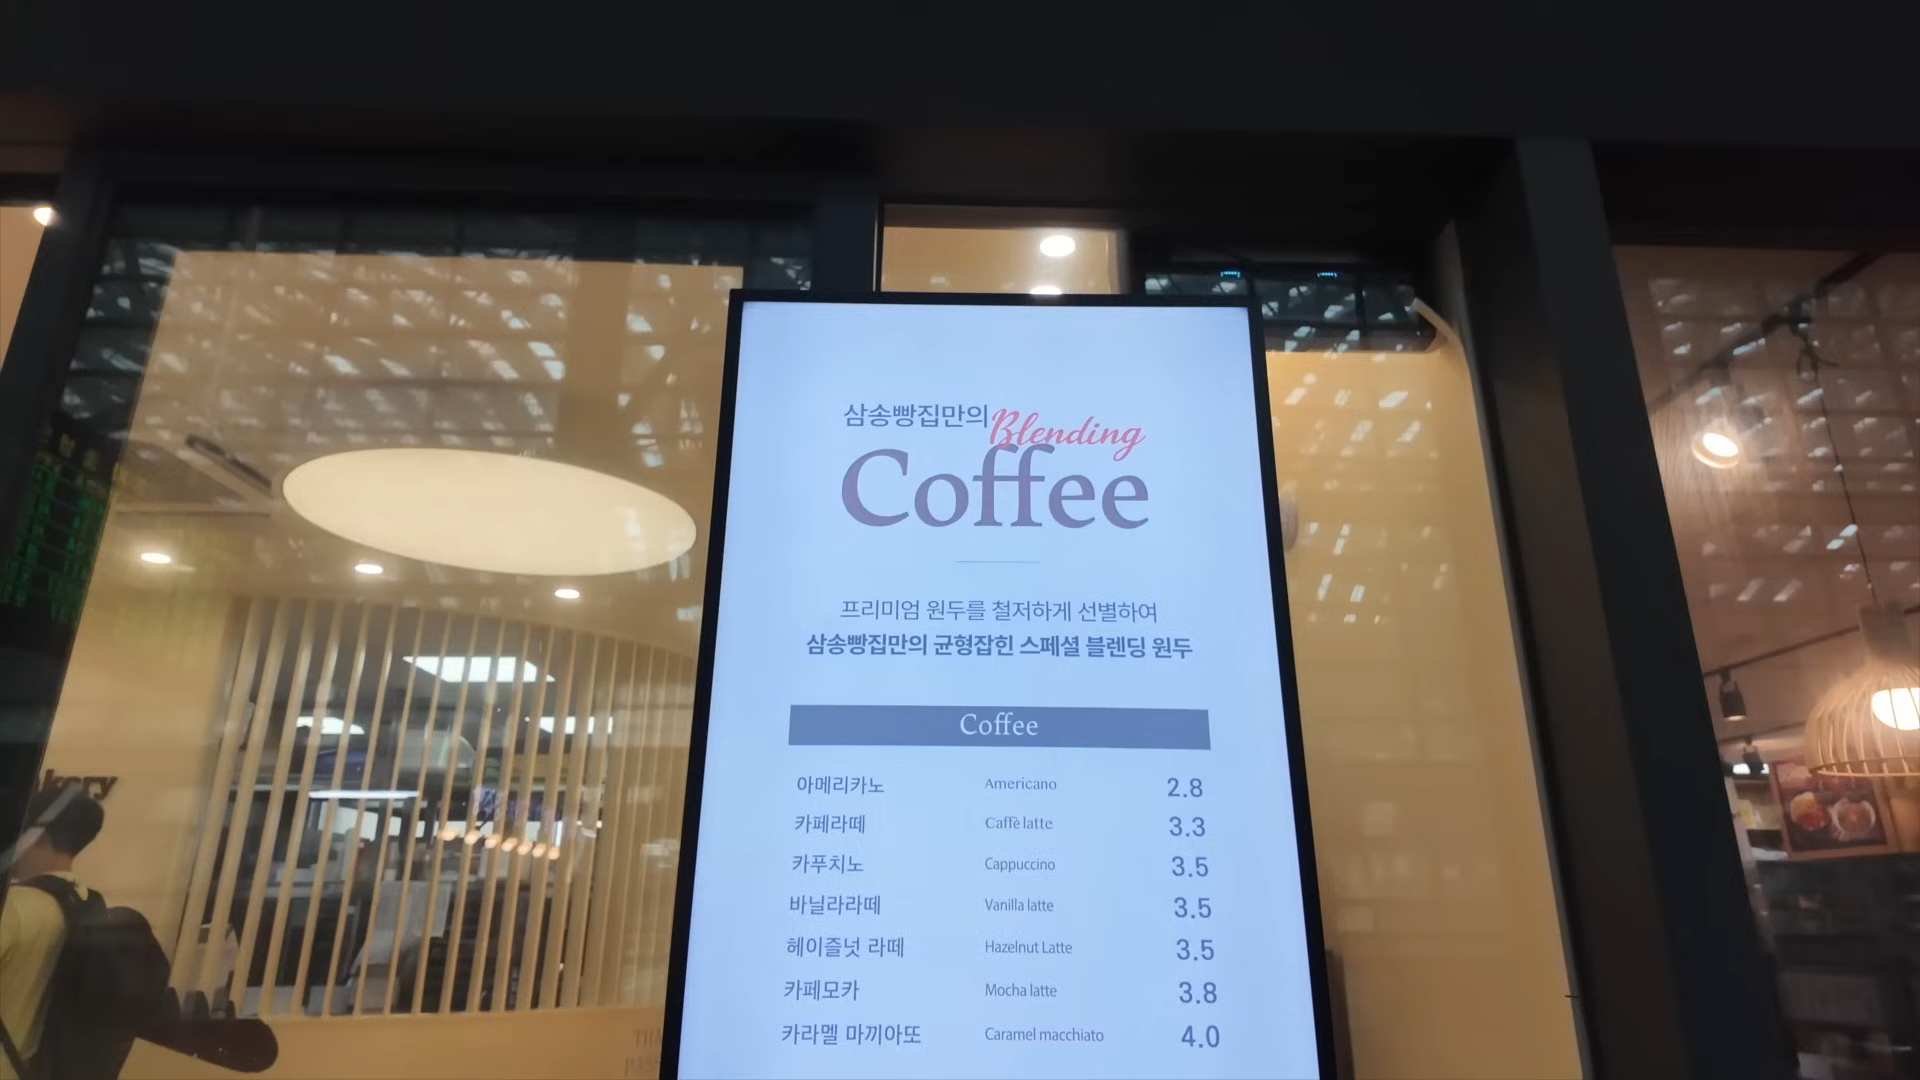 삼송빵집만의 Blending
Coffee
프리미엄 원두를 철저하게 선별하여
삼송빵집만의 균형잡힌 스페셜 블렌딩 원두
Coffee
아메리카노 Americano 2.8
카페라떼 Caffè latte 3.3
카푸치노 Cappuccino 3.5
바닐라라떼 Vanilla latte 3.5
헤이즐넛 라떼 Hazelnut Latte 3.5
카페모카 Mocha latte 3.8
카라멜 마끼아또 Caramel macchiato 4.0